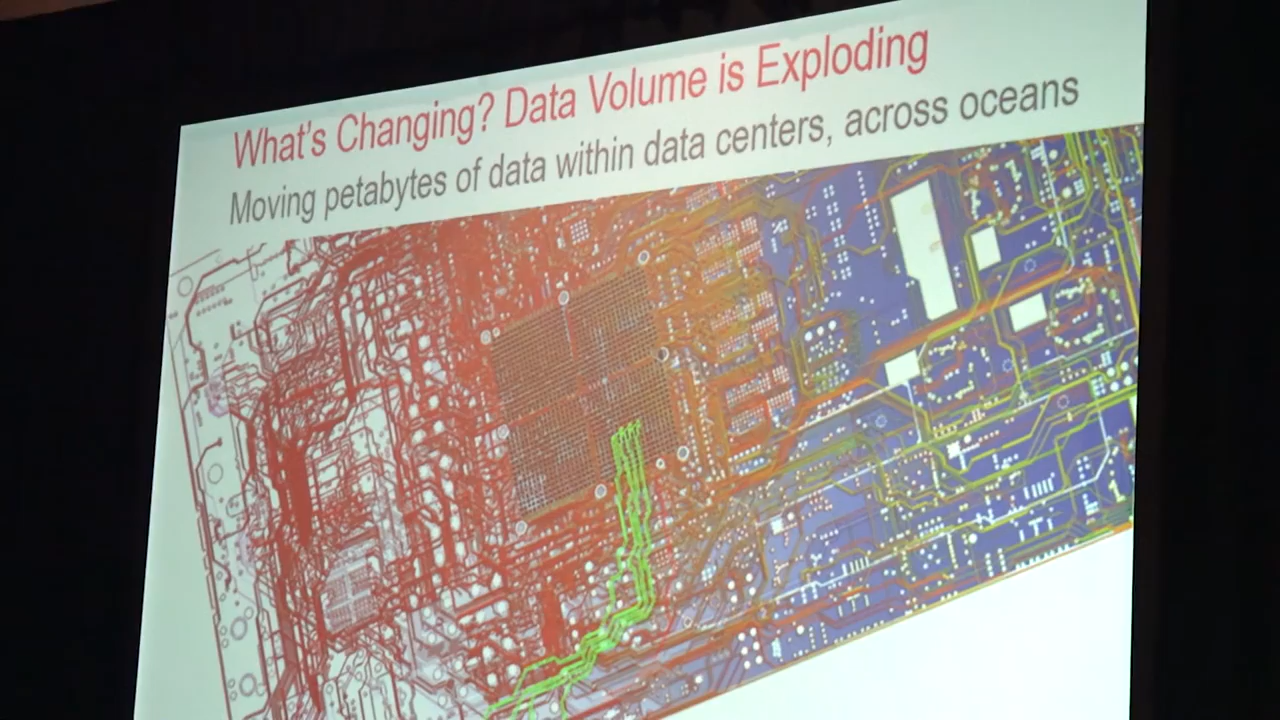 What's Changing? Data Volume is Exploding
Moving petabytes of data within data centers, across oceans